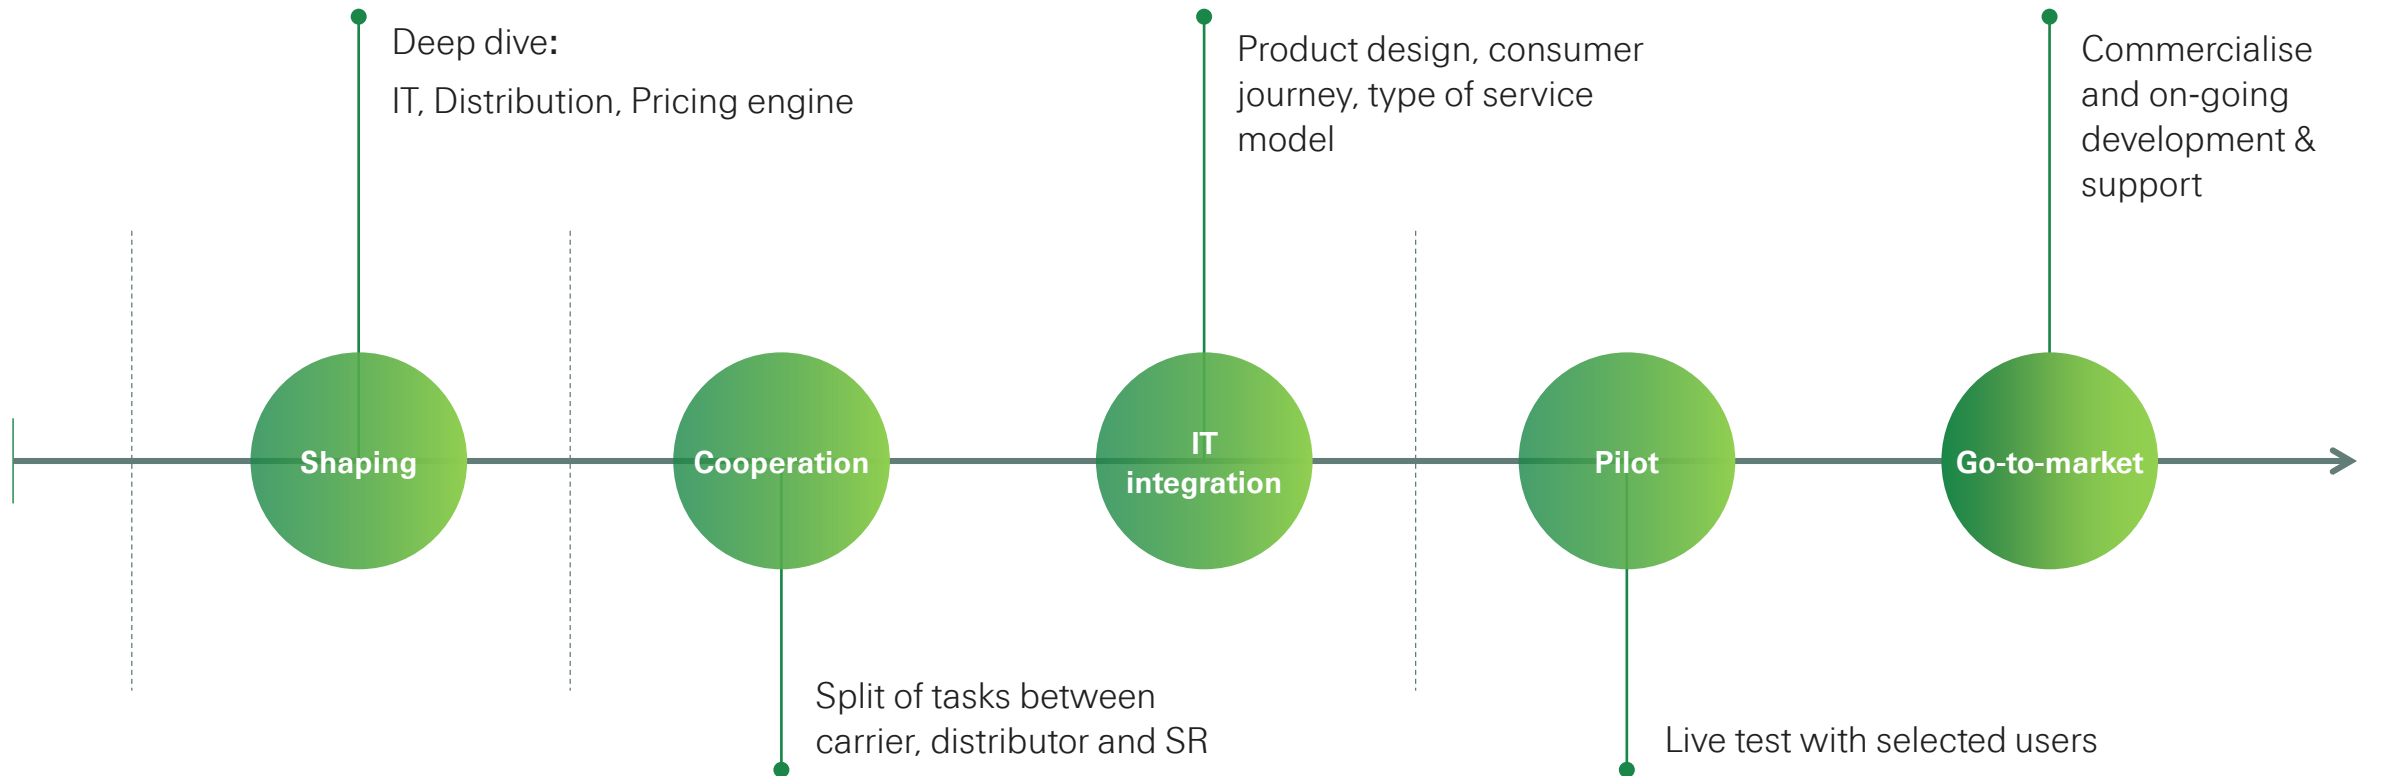 Deep dive:
IT, Distribution, Pricing engine
Product design, consumer
journey, type of service
model
Commercialise
and on-going
development &
support
Shaping
Cooperation
IT
integration
Pilot
Go-to-market
Split of tasks between
carrier, distributor and SR
Live test with selected users